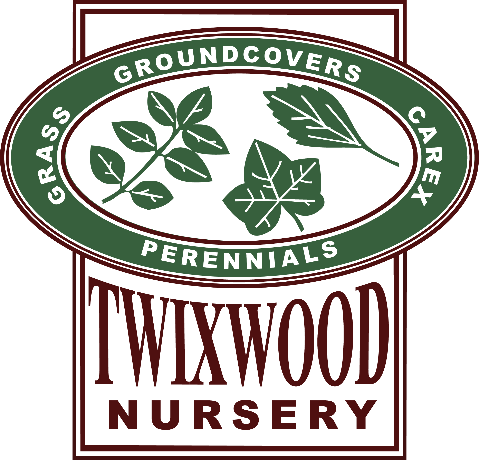 GROUNDCOVERS
GRASS
CAREX
PERENNIALS
TWIXWOOD
NURSERY